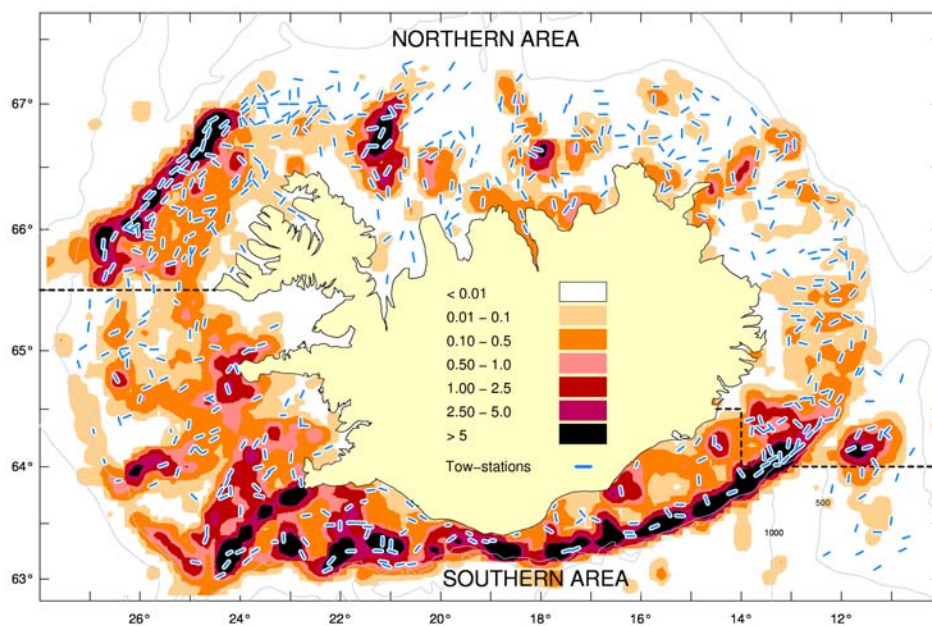 NORTHERN AREA
67°
66°
65°
64°
63°
< 0.01
0.01 – 0.1
0.10 – 0.5
0.50 – 1.0
1.00 – 2.5
2.50 – 5.0
> 5
Tow–stations
500
1000
SOUTHERN AREA
26° 24° 22° 20° 18° 16° 14° 12°